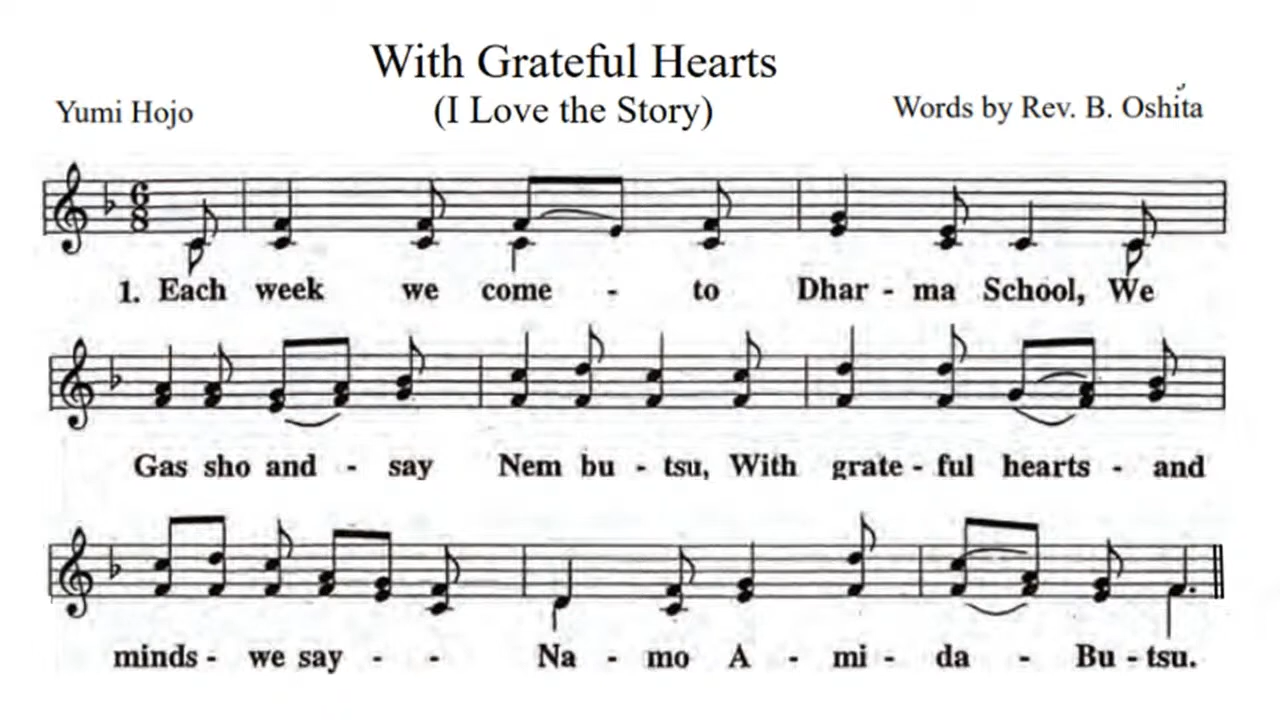 With Grateful Hearts
(I Love the Story)
Yumi Hojo
Words by Rev. B. Oshita
6
8
1. Each week we come - to Dhar - ma School, We
Gas sho and - say Nem bu - tsu, With grate - ful hearts - and
minds - we say - - Na - mo A - mi - da - Bu - tsu.